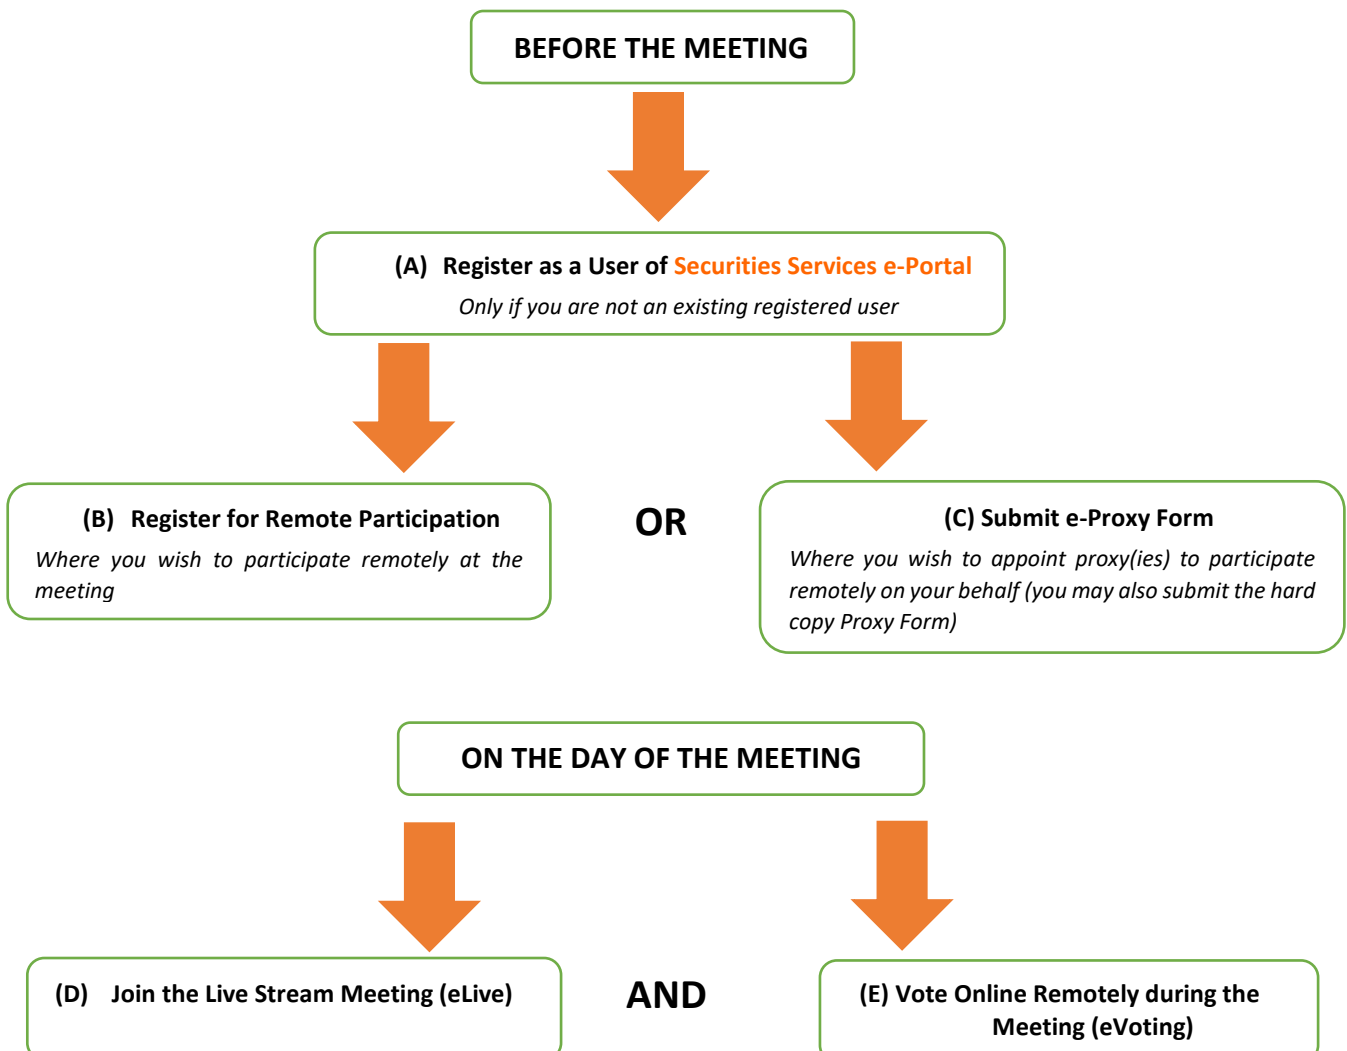 BEFORE THE MEETING
(A) Register as a User of Securities Services e-Portal
Only if you are not an existing registered user
(B) Register for Remote Participation
Where you wish to participate remotely at the
meeting
OR
(C) Submit e-Proxy Form
Where you wish to appoint proxy(ies) to participate
remotely on your behalf (you may also submit the hard
copy Proxy Form)
ON THE DAY OF THE MEETING
(D) Join the Live Stream Meeting (eLive)
AND
(E) Vote Online Remotely during the
Meeting (eVoting)